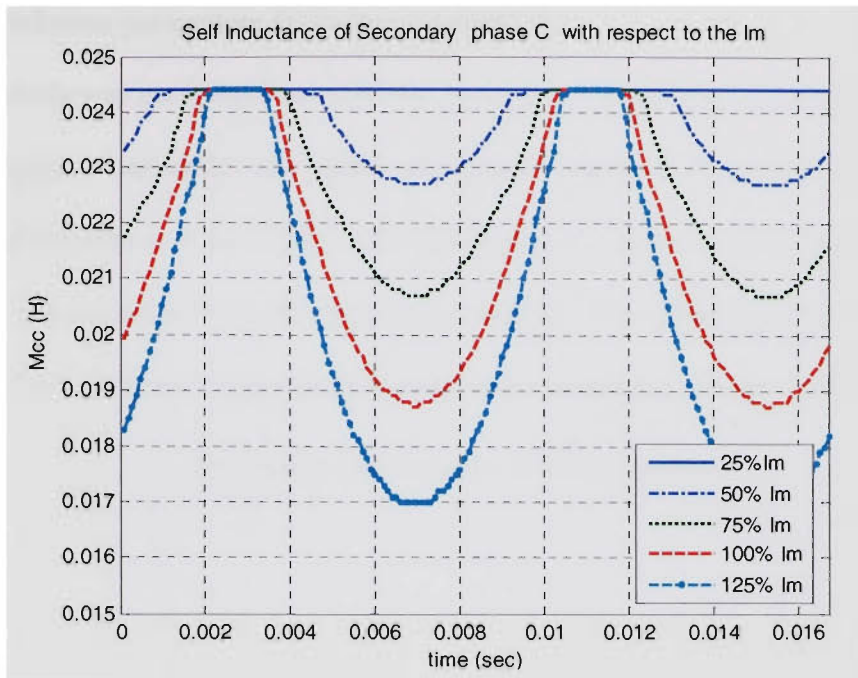 Self Inductance of Secondary phase C with respect to the Im
0.025
0.024
0.023
0.022
0.021
0.02
0.019
0.018
0.017
0.016
0.015
Mcc (H)
25%Im
50% Im
75% Im
100% Im
125% Im
0 0.002 0.004 0.006 0.008 0.01 0.012 0.014 0.016
time (sec)